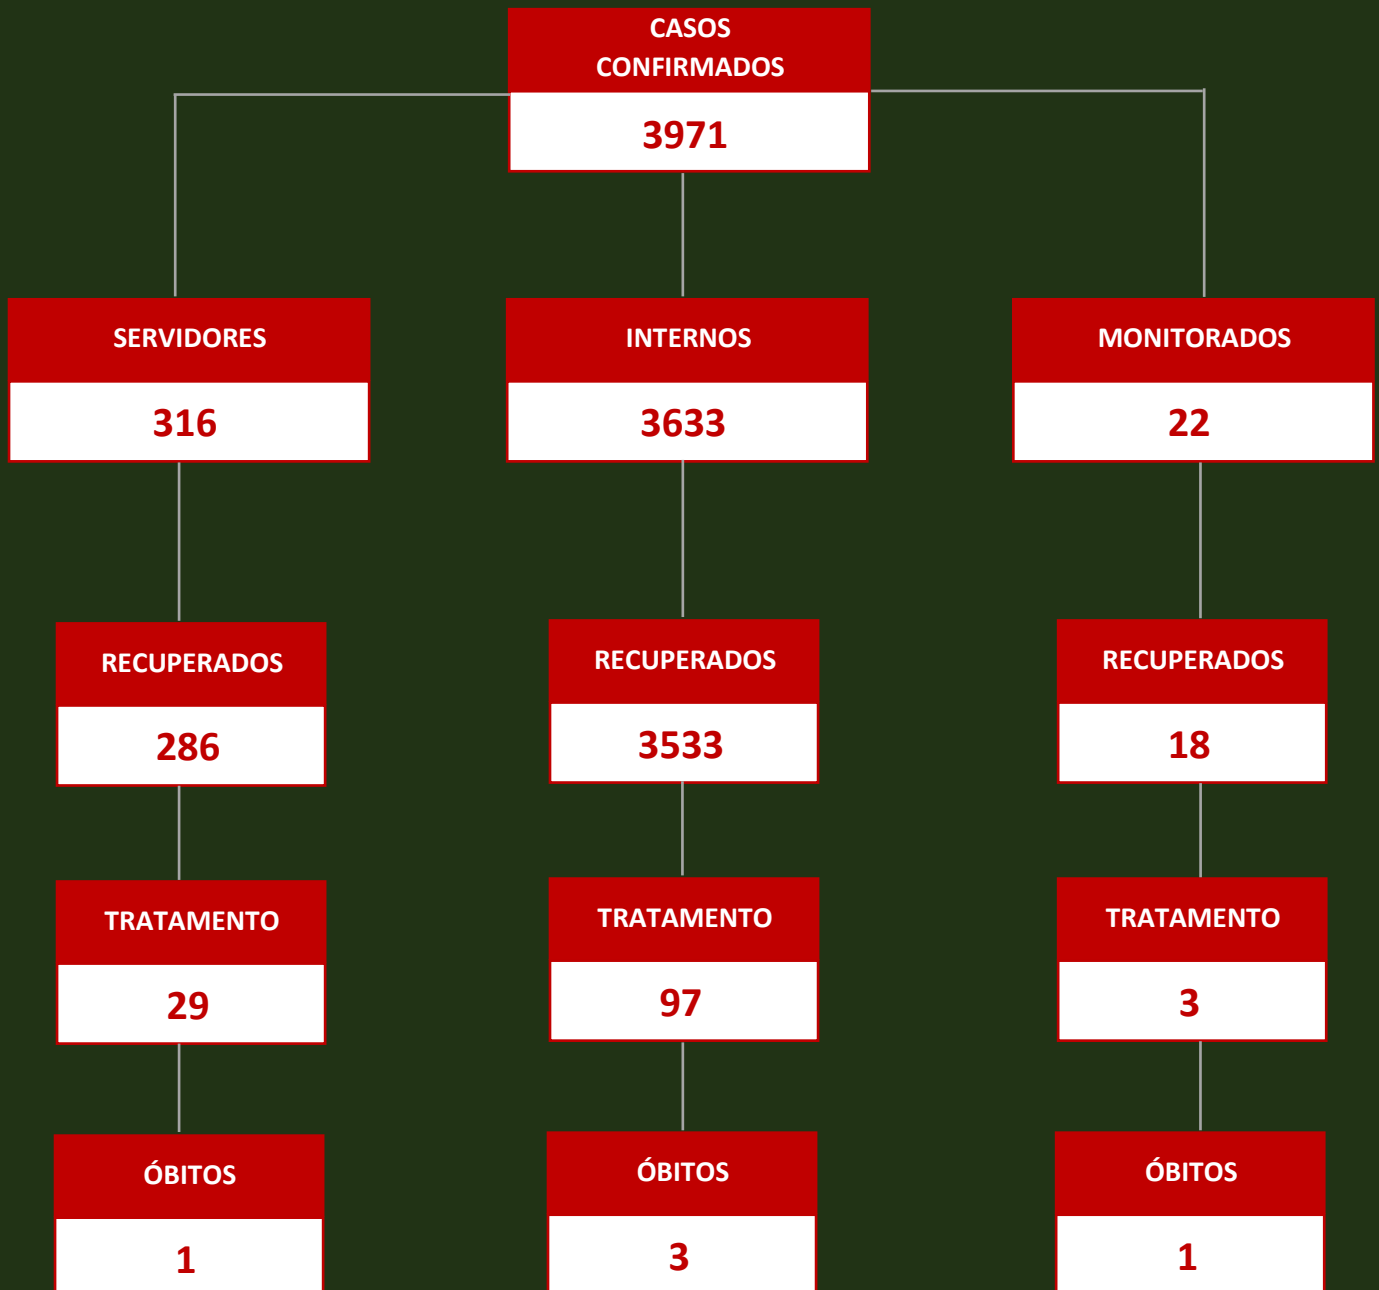 CASOS
CONFIRMADOS
3971
SERVIDORES
316
INTERNOS
3633
MONITORADOS
22
RECUPERADOS
286
RECUPERADOS
3533
RECUPERADOS
18
TRATAMENTO
29
TRATAMENTO
97
TRATAMENTO
3
ÓBITOS
1
ÓBITOS
3
ÓBITOS
1